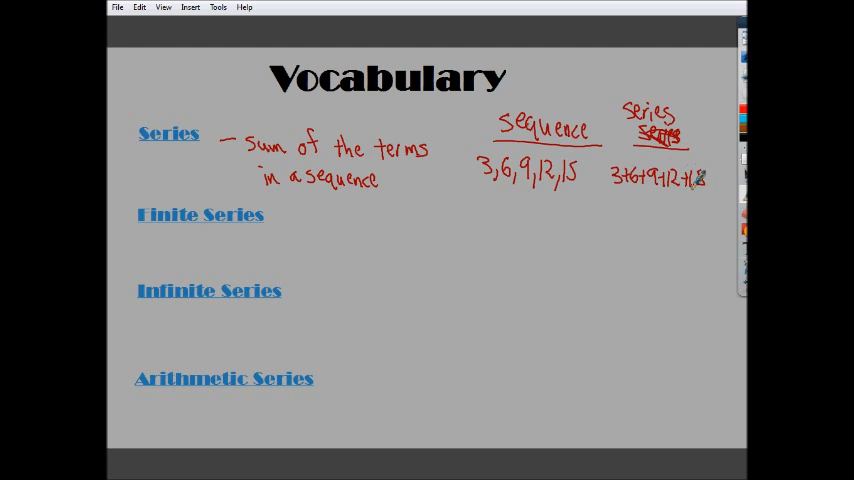 File Edit View Insert Tools Help
Vocabulary
Series
- sum of the terms
in a sequence
sequence
3, 6, 9, 12, 15
series
series
3+6+9+12+15
Finite Series
Infinite Series
Arithmetic Series